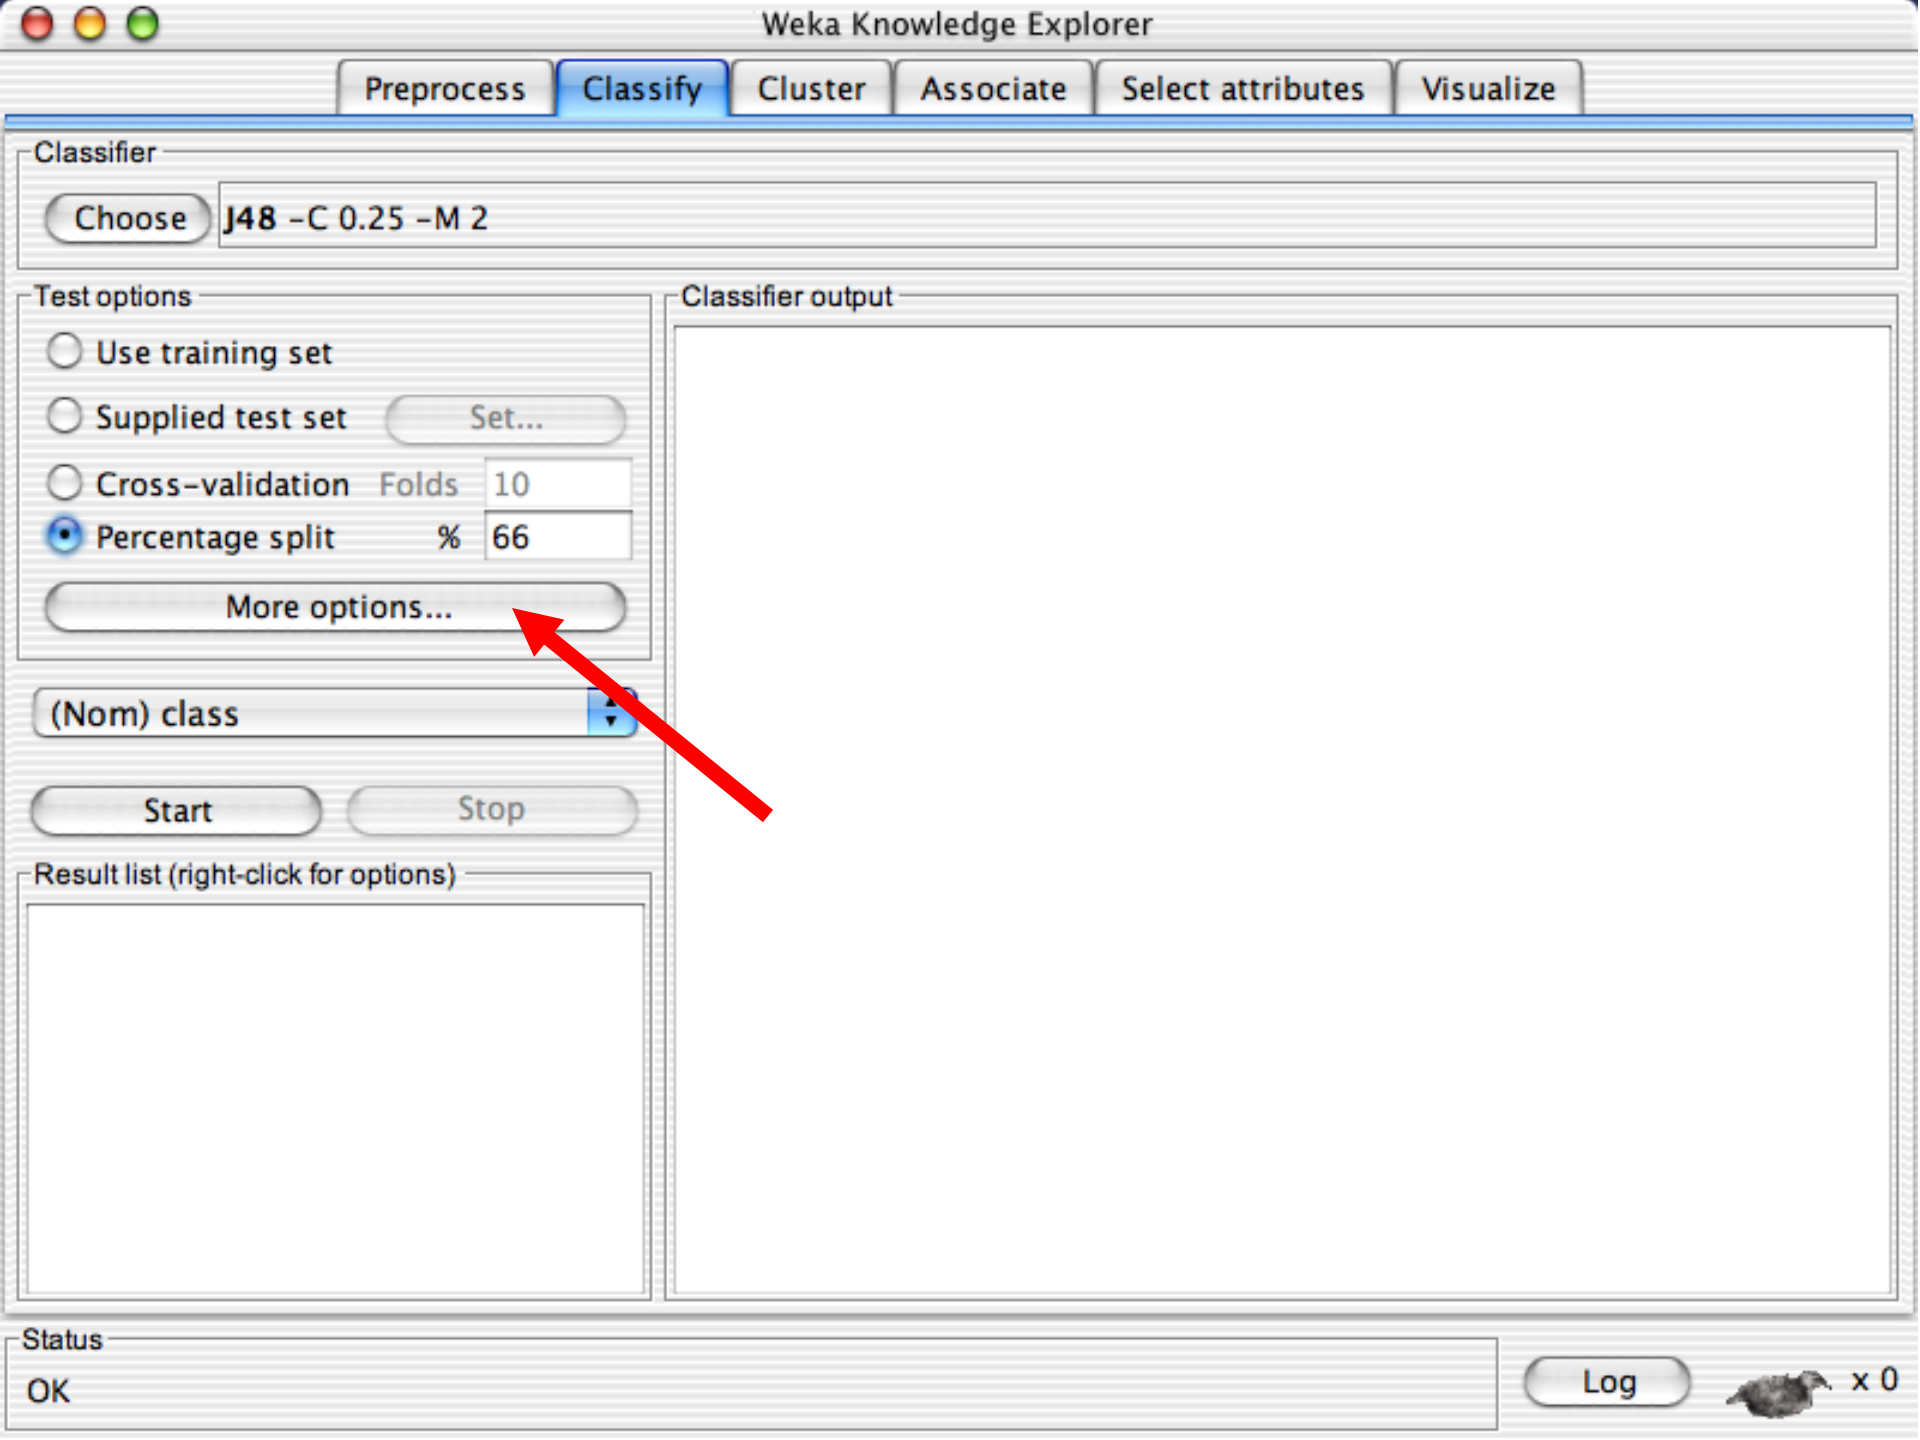 Weka Knowledge Explorer
Preprocess Classify Cluster Associate Select attributes Visualize
Classifier
Choose J48 -C 0.25 -M 2
Test options
Use training set
Supplied test set Set...
Cross-validation Folds 10
Percentage split % 66
More options...
(Nom) class
Start Stop
Result list (right-click for options)
Classifier output
Status
OK
Log x 0